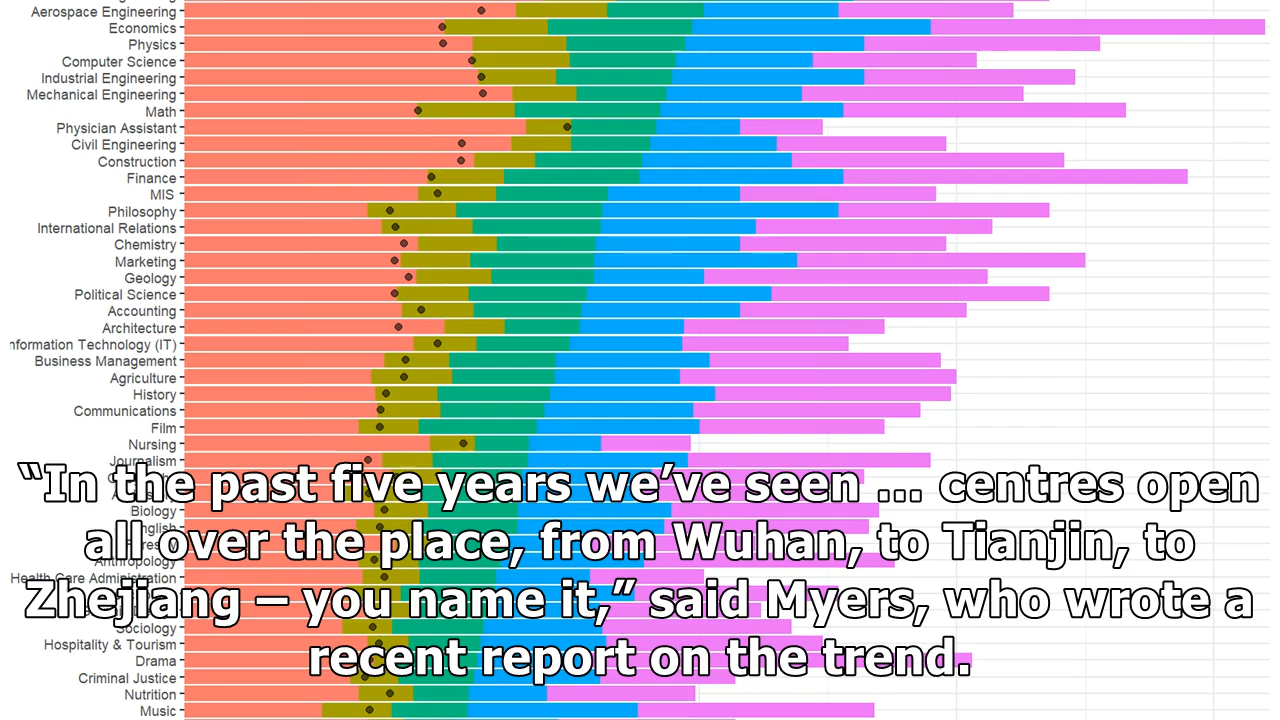 Aerospace Engineering
Economics
Physics
Computer Science
Industrial Engineering
Mechanical Engineering
Math
Physician Assistant
Civil Engineering
Construction
Finance
MIS
Philosophy
International Relations
Chemistry
Marketing
Geology
Political Science
Accounting
Architecture
nformation Technology (IT)
Business Management
Agriculture
History
Communications
Film
Nursing
Journalism
“In the past five years we’ve seen ... centres open
Biology
English
all over the place, from Wuhan, to Tianjin, to
Anthropology
Health Care Administration
Zhejiang – you name it,” said Myers, who wrote a
Sociology
Hospitality & Tourism
Drama
recent report on the trend.
Criminal Justice
Nutrition
Music